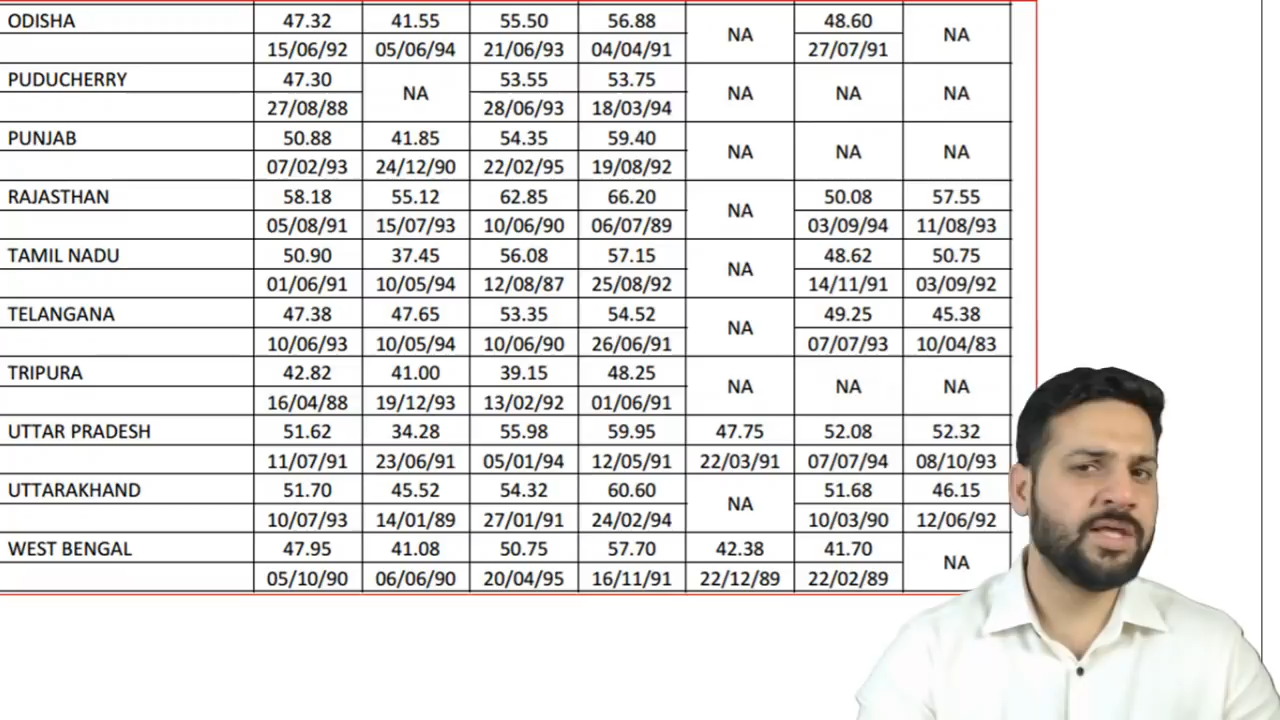 ODISHA 47.32 41.55 55.50 56.88 NA 48.60 NA
15/06/92 05/06/94 21/06/93 04/04/91 27/07/91
PUDUCHERRY 47.30 NA 53.55 53.75 NA NA NA
27/08/88 28/06/93 18/03/94
PUNJAB 50.88 41.85 54.35 59.40 NA NA NA
07/02/93 24/12/90 22/02/95 19/08/92
RAJASTHAN 58.18 55.12 62.85 66.20 NA 50.08 57.55
05/08/91 15/07/93 10/06/90 06/07/89 03/09/94 11/08/93
TAMIL NADU 50.90 37.45 56.08 57.15 NA 48.62 50.75
01/06/91 10/05/94 12/08/87 25/08/92 14/11/91 03/09/92
TELANGANA 47.38 47.65 53.35 54.52 NA 49.25 45.38
10/06/93 10/05/94 10/06/90 26/06/91 07/07/93 10/04/83
TRIPURA 42.82 41.00 39.15 48.25 NA NA NA
16/04/88 19/12/93 13/02/92 01/06/91
UTTAR PRADESH 51.62 34.28 55.98 59.95 47.75 52.08 52.32
11/07/91 23/06/91 05/01/94 12/05/91 22/03/91 07/07/94 08/10/93
UTTARAKHAND 51.70 45.52 54.32 60.60 NA 51.68 46.15
10/07/93 14/01/89 27/01/91 24/02/94 10/03/90 12/06/92
WEST BENGAL 47.95 41.08 50.75 57.70 42.38 41.70 NA
05/10/90 06/06/90 20/04/95 16/11/91 22/12/89 22/02/89